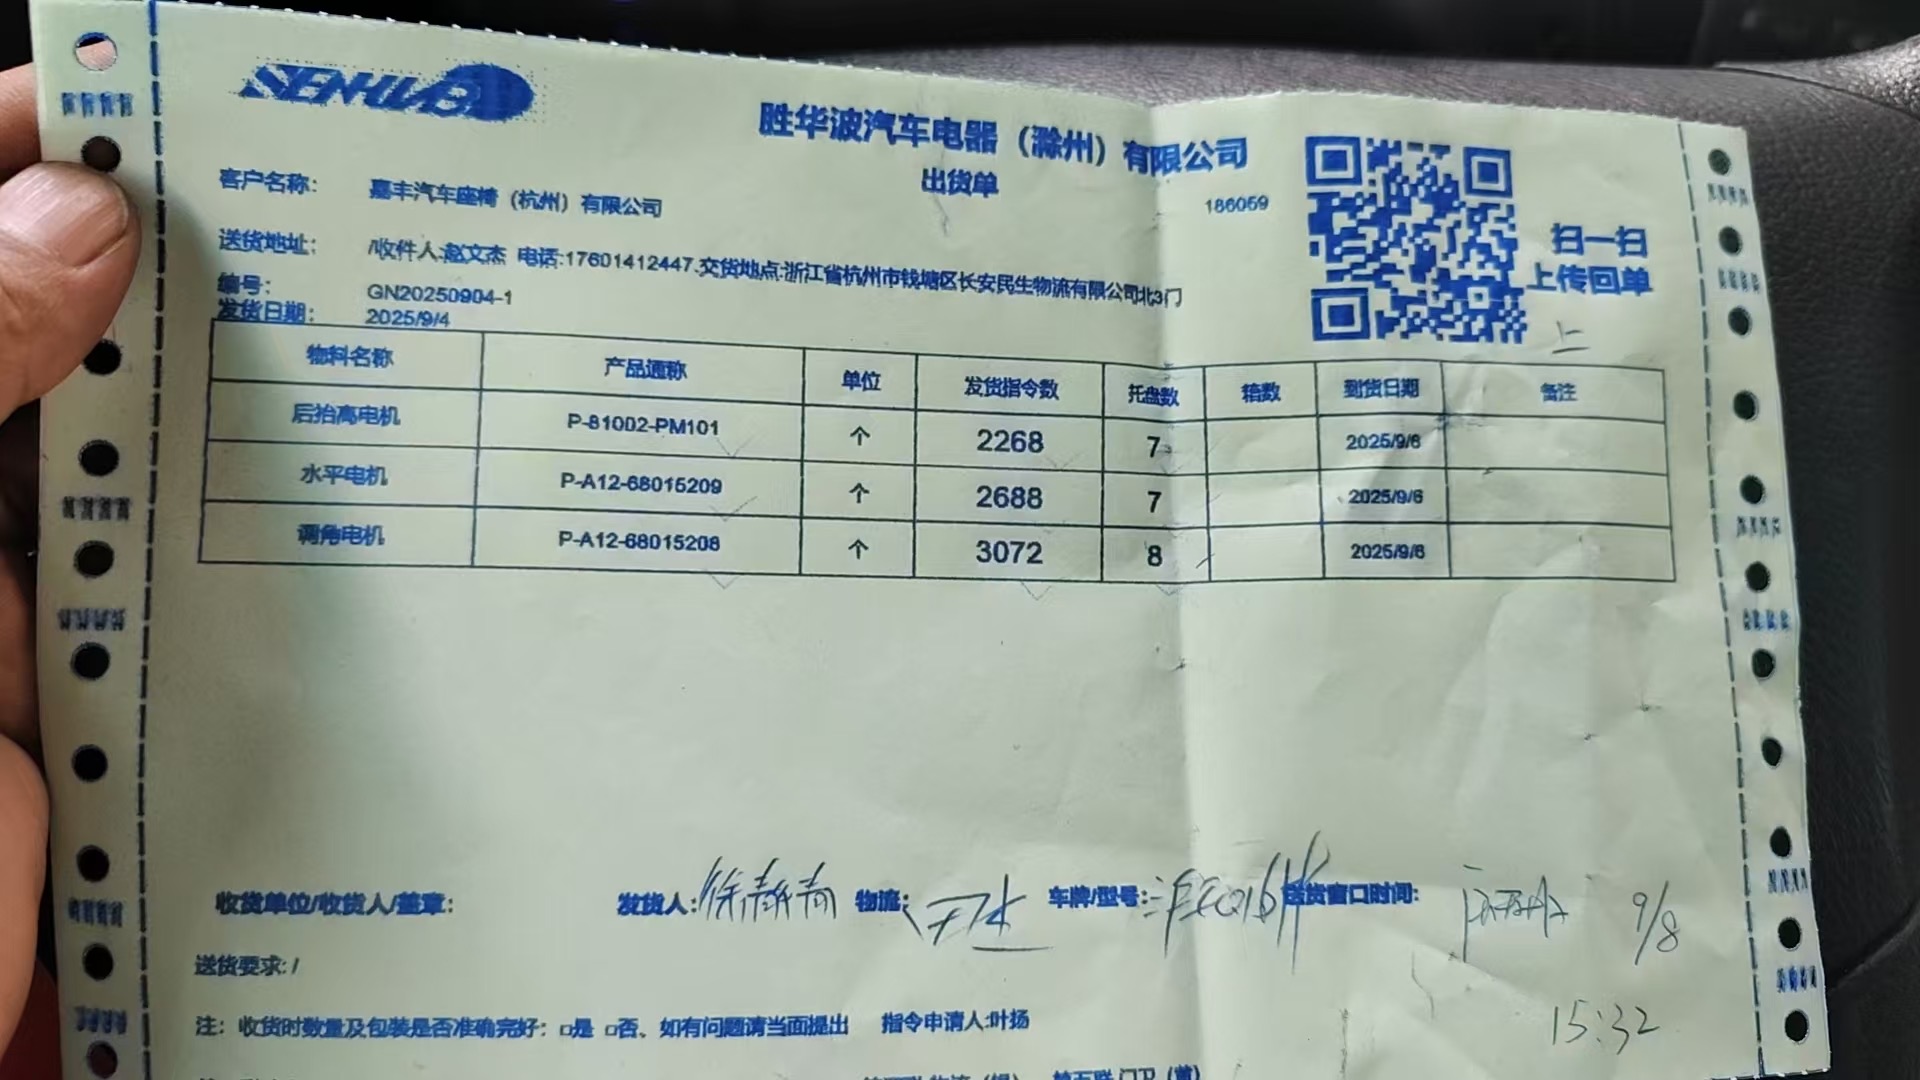 SENHWBO
胜华波汽车电器（滁州）有限公司
出货单
186059
扫一扫
上传回单
客户名称： 嘉丰汽车座椅（杭州）有限公司
送货地址： /收件人:赵文杰 电话:17601412447.交货地点:浙江省杭州市钱塘区长安民生物流有限公司北3门
编号： GN20250904-1
发货日期： 2025/9/4
物料名称 产品通称 单位 发货指令数 托盘数 箱数 到货日期 备注
后抬高电机 P-81002-PM101 个 2268 7 2025/9/6
水平电机 P-A12-68015209 个 2688 7 2025/9/6
调角电机 P-A12-68015208 个 3072 8 2025/9/6
收货单位/收货人/盖章： 发货人：徐静静 物流： 车牌/型号： 送货窗口时间： 9/8
15:32
送货要求: /
注：收货时数量及包装是否准确完好：□是 □否、如有问题请当面提出 指令申请人:叶扬